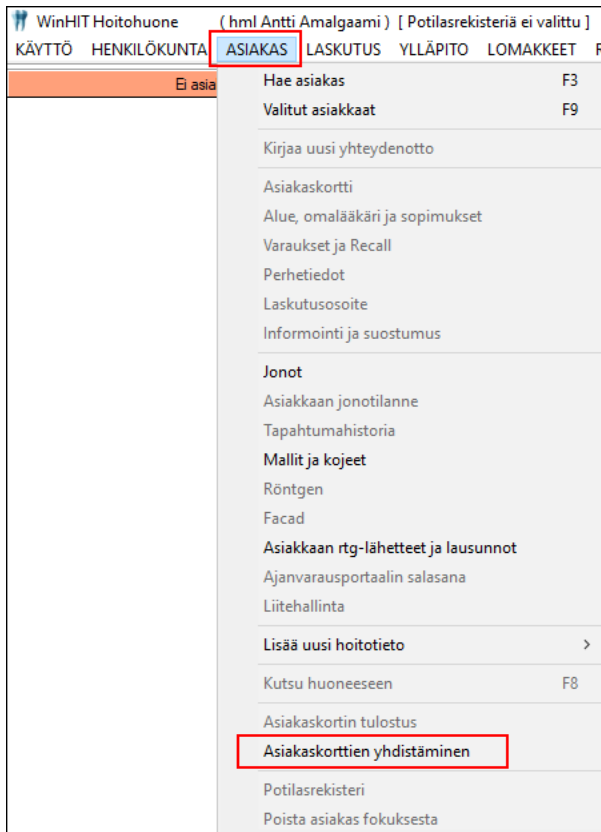 WinHIT Hoitohuone ( hml Antti Amalgaami ) [ Potilasrekisteriä ei valittu ]
KÄYTTÖ HENKILÖKUNTA ASIAKAS LASKUTUS YLLÄPITO LOMAKKEET
Ei asia
Hae asiakas F3
Valitut asiakkaat F9
Kirjaa uusi yhteydenotto
Asiakaskortti
Alue, omalääkäri ja sopimukset
Varaukset ja Recall
Perhetiedot
Laskutusosoite
Informointi ja suostumus
Jonot
Asiakkaan jonotilanne
Tapahtumahistoria
Mallit ja kojeet
Röntgen
Facad
Asiakkaan rtg-lähetteet ja lausunnot
Ajanvarausportaalin salasana
Liitehallinta
Lisää uusi hoitotieto >
Kutsu huoneeseen F8
Asiakaskortin tulostus
Asiakaskorttien yhdistäminen
Potilasrekisteri
Poista asiakas fokuksesta